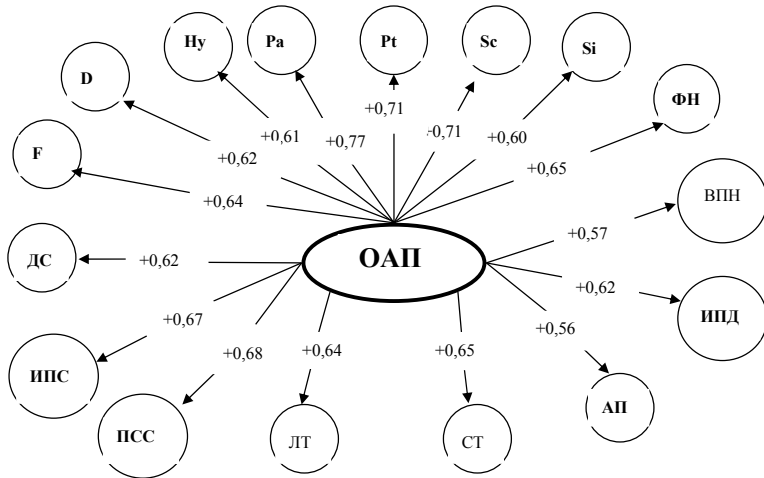 Hy
Pa
Pt
Sc
Si
D
ФН
F
+0,71
+0,61
+0,77
+0,71
+0,60
+0,62
+0,65
+0,64
ВПН
ОАП
+0,57
ДС
+0,62
+0,62
ИПД
+0,67
+0,56
+0,68
+0,64
+0,65
ИПС
АП
ПСС
ЛТ
СТ